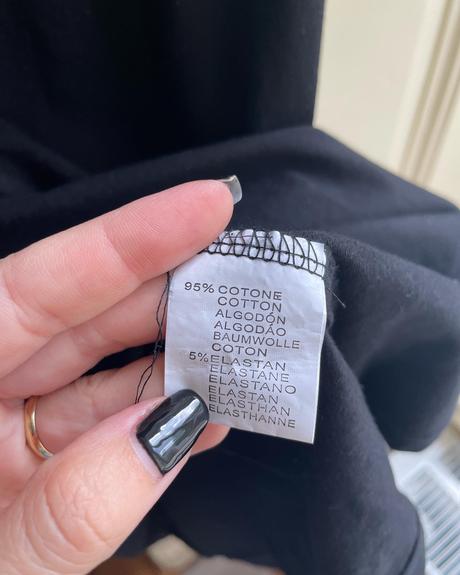 95% COTONE
COTTON
ALGODÓN
ALGODÃO
BAUMWOLLE
COTON
5% ELASTAN
ELASTANE
ELASTANO
ELASTAN
ELASTHAN
ELASTHANNE